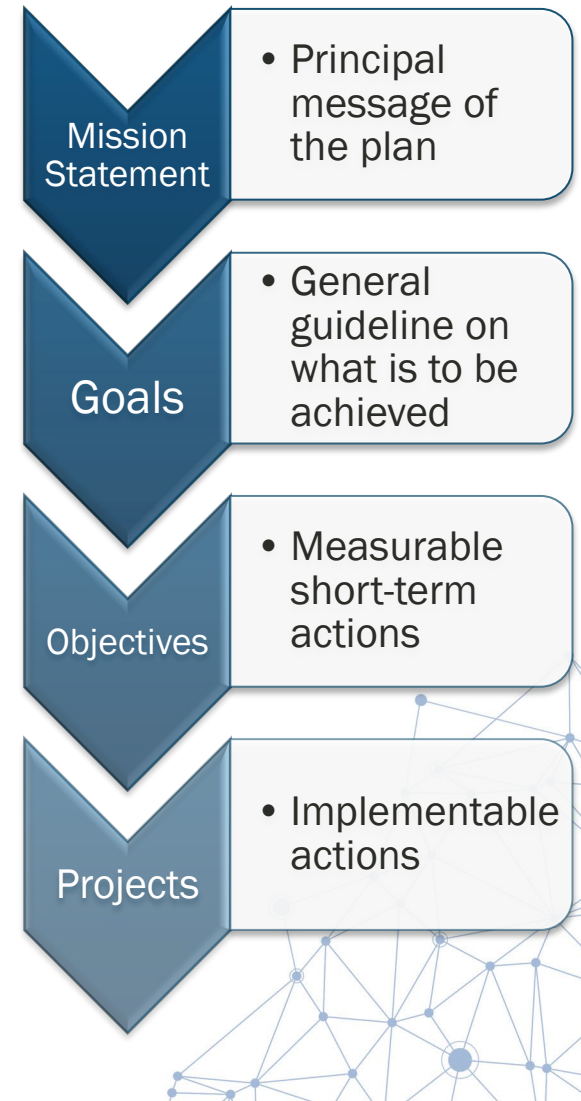 Mission
Statement
• Principal
message of
the plan
Goals
• General
guideline on
what is to be
achieved
Objectives
• Measurable
short-term
actions
Projects
• Implementable
actions